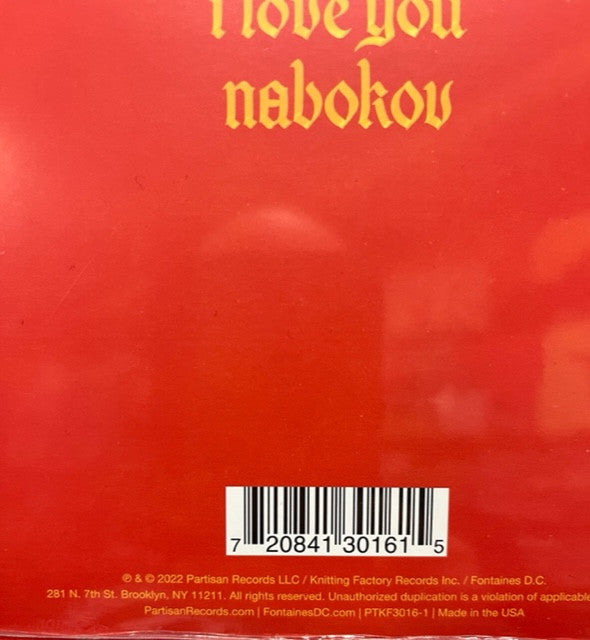 i love you
nabokov
7 20841 30161 5
℗ & © 2022 Partisan Records LLC / Knitting Factory Records Inc. / Fontaines D.C.
281 N. 7th St. Brooklyn, NY 11211. All rights reserved. Unauthorized duplication is a violation of applicable
PartisanRecords.com | FontainesDC.com | PTKF3016-1 | Made in the USA